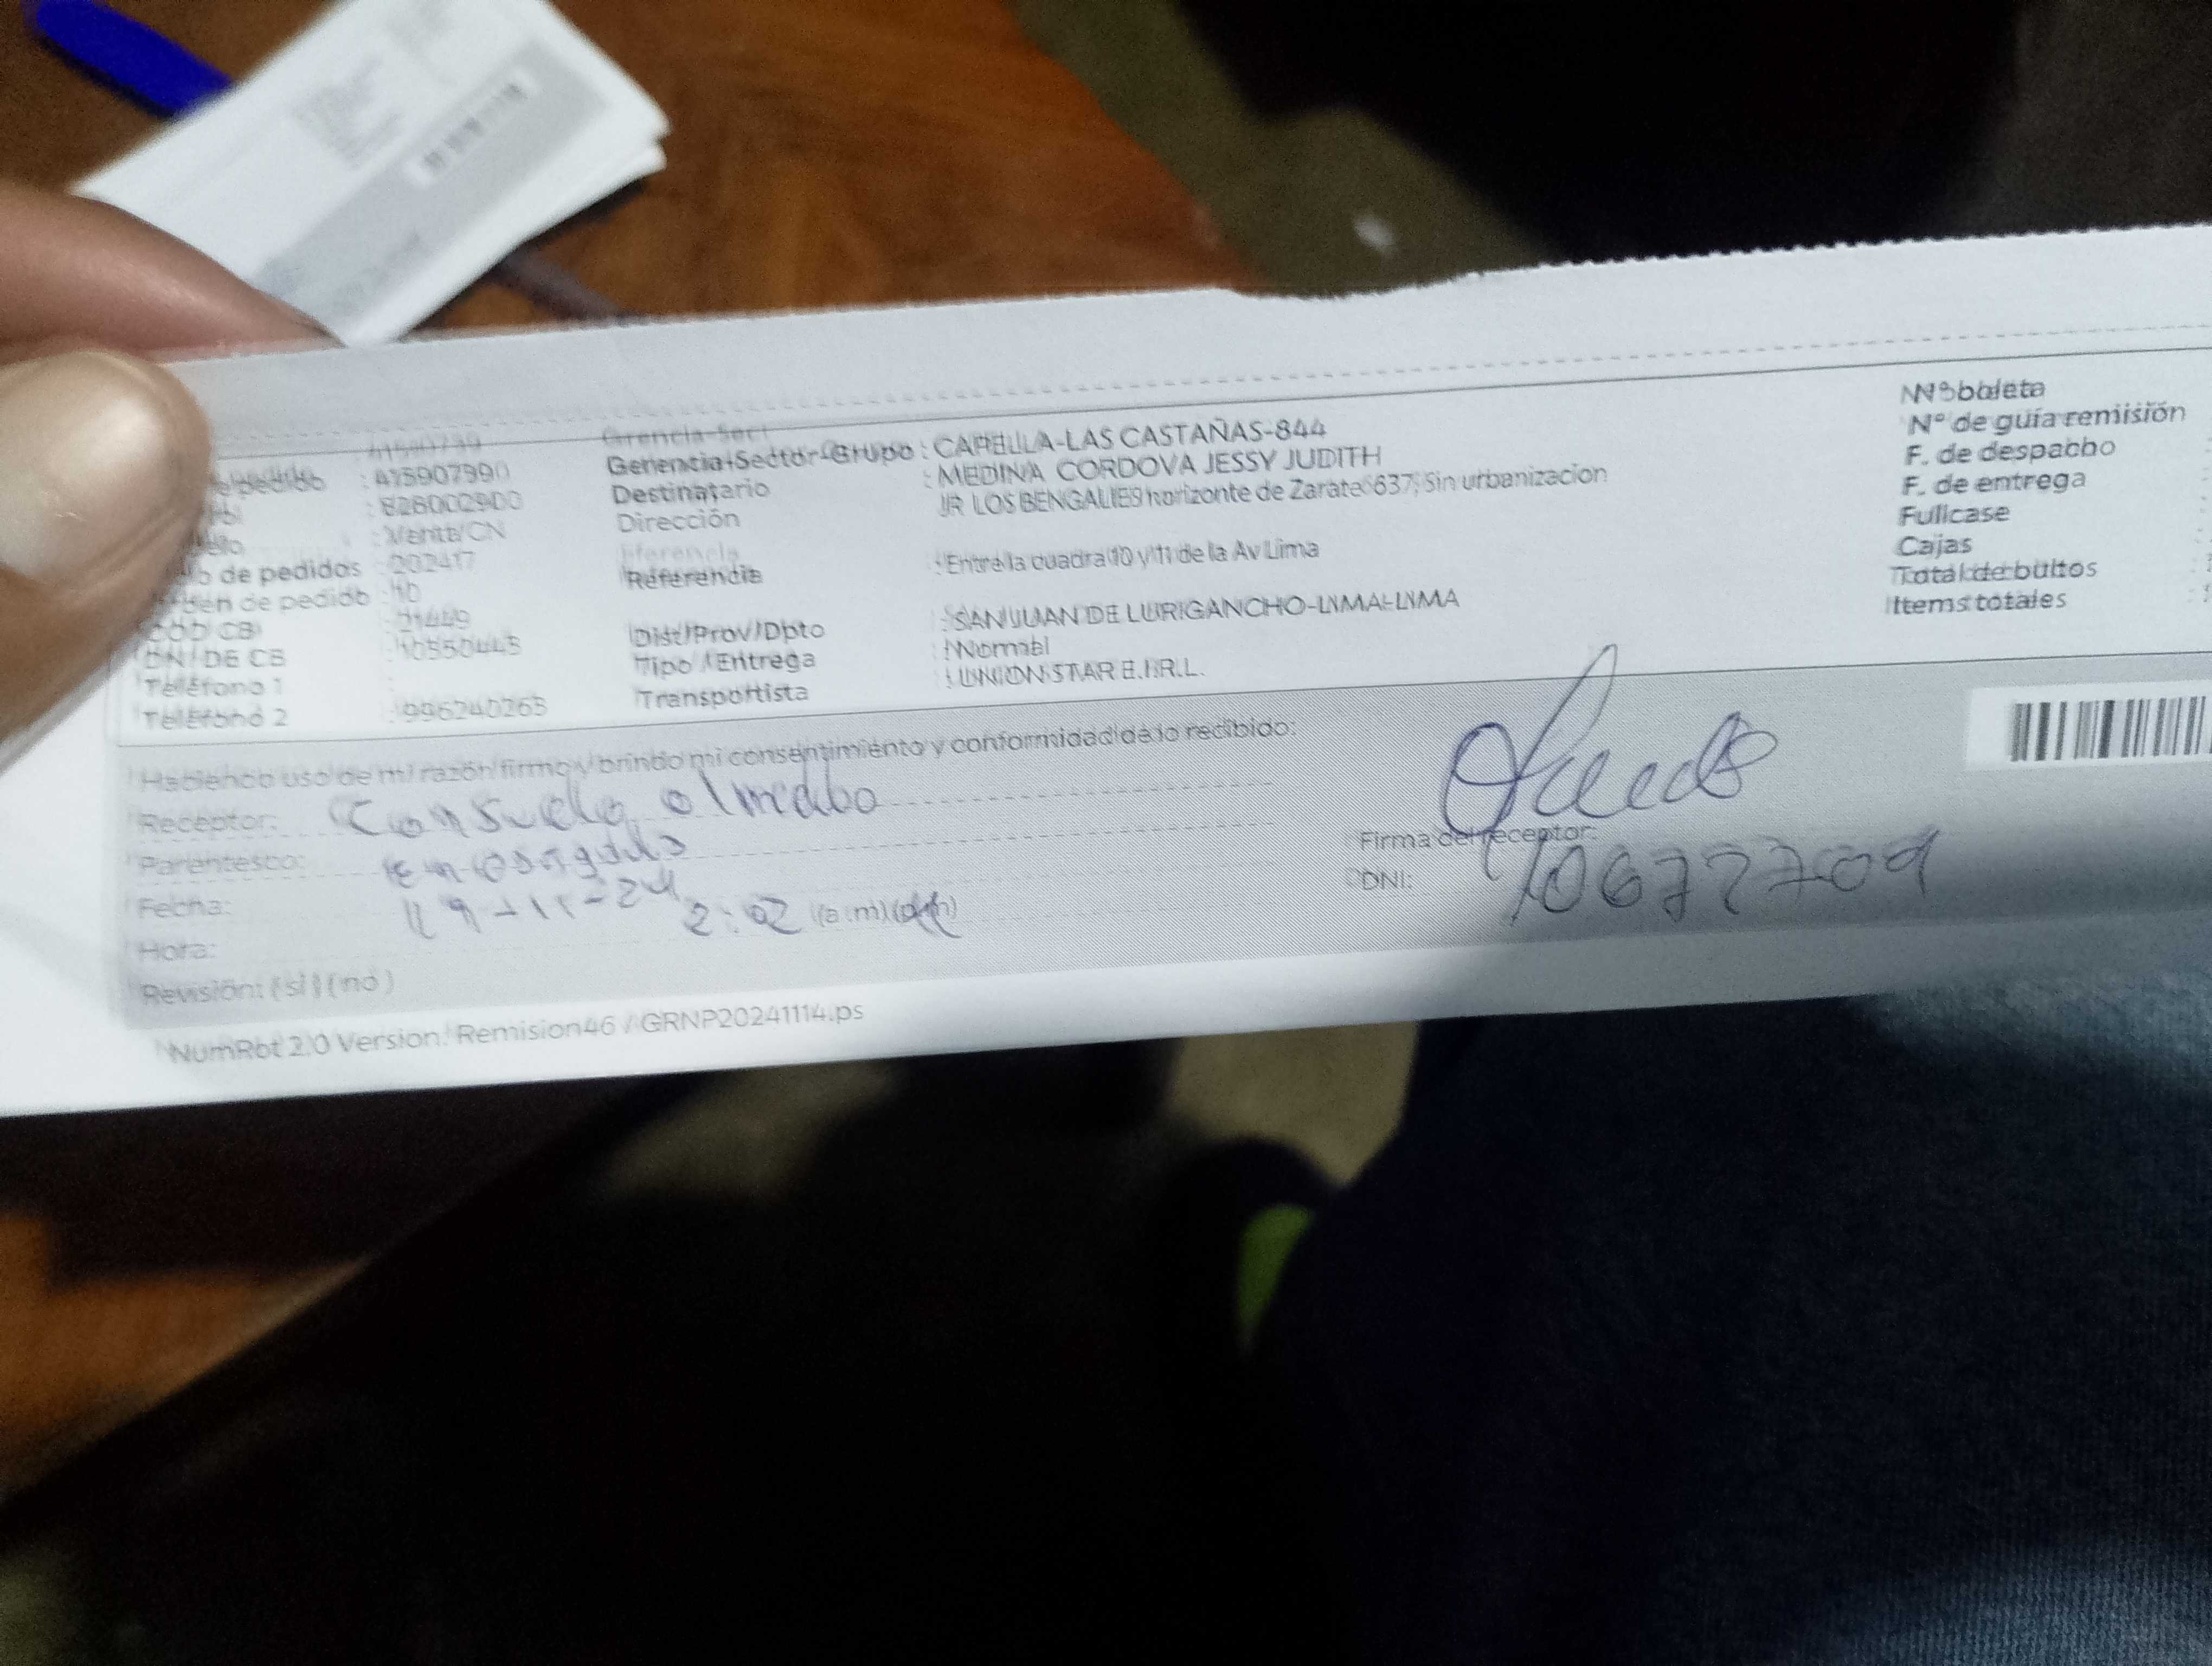 Gerencia-Sector-Grupo : CAPELLA-LAS CASTAÑAS-844
Destinatario : MEDINA CORDOVA JESSY JUDITH
Dirección JR LOS BENGALIES horizonte de Zarate 637, Sin urbanizacion
Venta/CN
o de pedidos : 202417
Referencia : Entre la cuadra 10 y 11 de la Av Lima
den de pedido : 10
COD CB
Dist/Prov/Dpto : SAN JUAN DE LURIGANCHO-LIMA-LIMA
DNI DE CB
Tipo / Entrega : Normal
Teléfono 1
Transportista : UNION STAR E.I.R.L.
Teléfono 2 : 996240265
N° boleta
N° de guía remisión
F. de despacho
F. de entrega
Fullcase
Cajas
Total de bultos
Items totales
Habiendo uso de mi razón firmo y brindo mi consentimiento y conformidad de lo recibido:
Receptor: Consuelo olmedo
Parentesco:
Fecha: 19-11-24
Hora: 2:02 (a.m)(p.m)
Revisión: (si) (no)
Firma del receptor:
DNI: 10672709
NumRbt 2.0 Version: Remision46 / GRNP20241114.ps